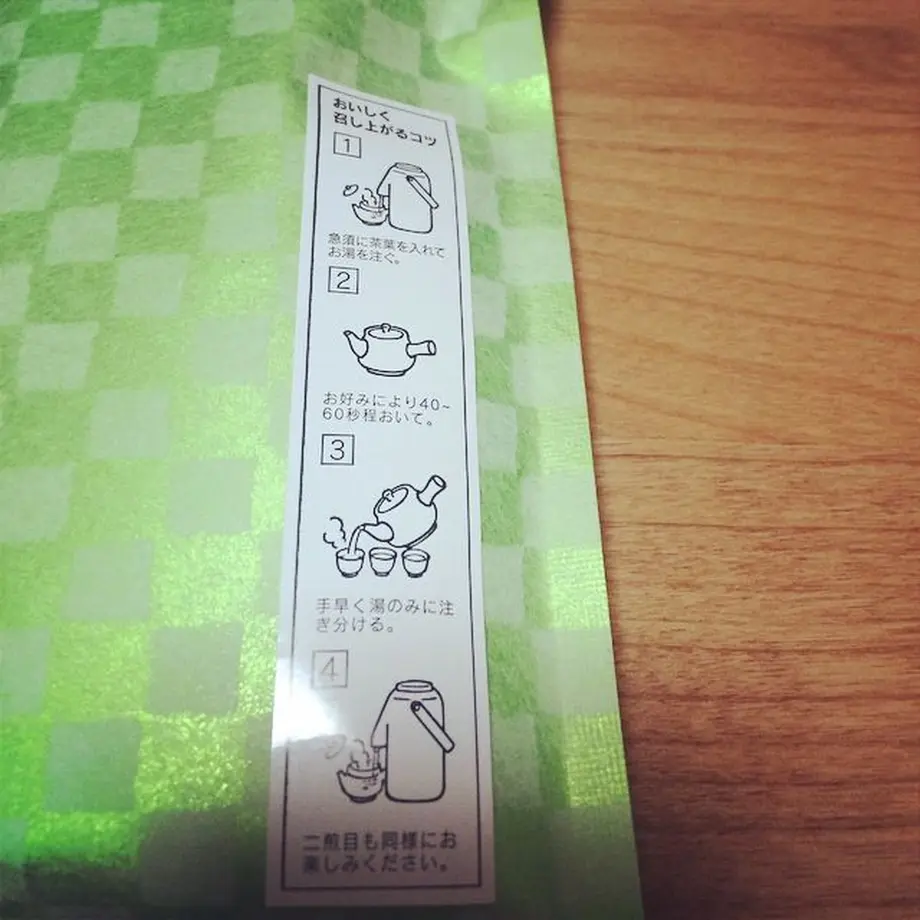 おいしく
召し上がるコツ
1
急須に茶葉を入れて
お湯を注ぐ。
2
お好みにより40~
60秒程おいて。
3
手早く湯のみに注
ぎ分ける。
4
二煎目も同様にお
楽しみください。